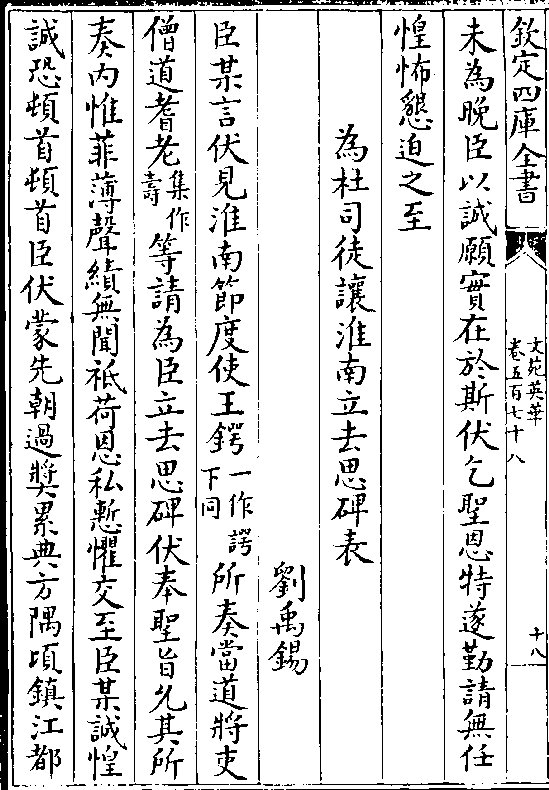 欽定四庫全書
文苑英華
卷五百七十八
十八
未為晚臣以誠願實在於斯伏乞聖恩特遂勤請無任
惶怖懇迫之至
為杜司徒讓淮南立去思碑表
劉禹錫
臣某言伏見淮南節度使王鍔一作諤下同所奏當道將吏
僧道耆老集作壽等請為臣立去思碑伏奉聖旨允其所
奏內惟菲薄聲績無聞祗荷恩私慙懼交至臣某誠惶
誠恐頓首頓首臣伏蒙先朝過奬累典方隅頃鎮江都